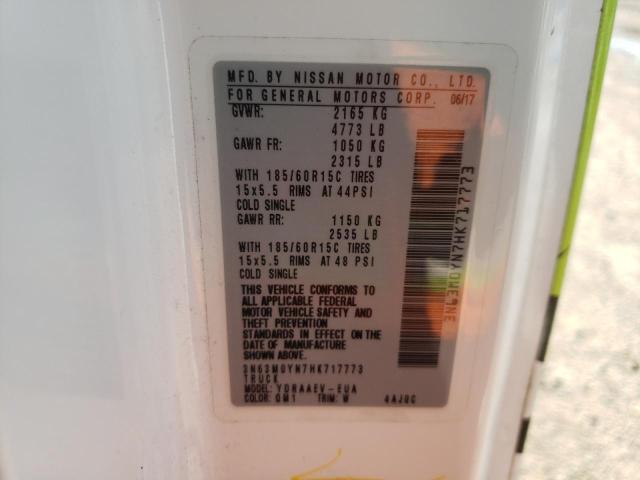 MFD. BY NISSAN MOTOR CO., LTD.
FOR GENERAL MOTORS CORP. 06/17
GVWR: 2165 KG
4773 LB
GAWR FR: 1050 KG
2315 LB
WITH 185/60R15C TIRES
15x5.5 RIMS AT 44PSI
COLD SINGLE
GAWR RR: 1150 KG
2535 LB
WITH 185/60R15C TIRES
15x5.5 RIMS AT 48 PSI
COLD SINGLE
THIS VEHICLE CONFORMS TO
ALL APPLICABLE FEDERAL
MOTOR VEHICLE SAFETY AND
THEFT PREVENTION
STANDARDS IN EFFECT ON THE
DATE OF MANUFACTURE
SHOWN ABOVE.
3N63M0YN7HK717773
TRUCK
MODEL: YDRAAEV-EUA
COLOR: QM1 TRIM: W 4AJ0C
3N63M0YN7HK717773